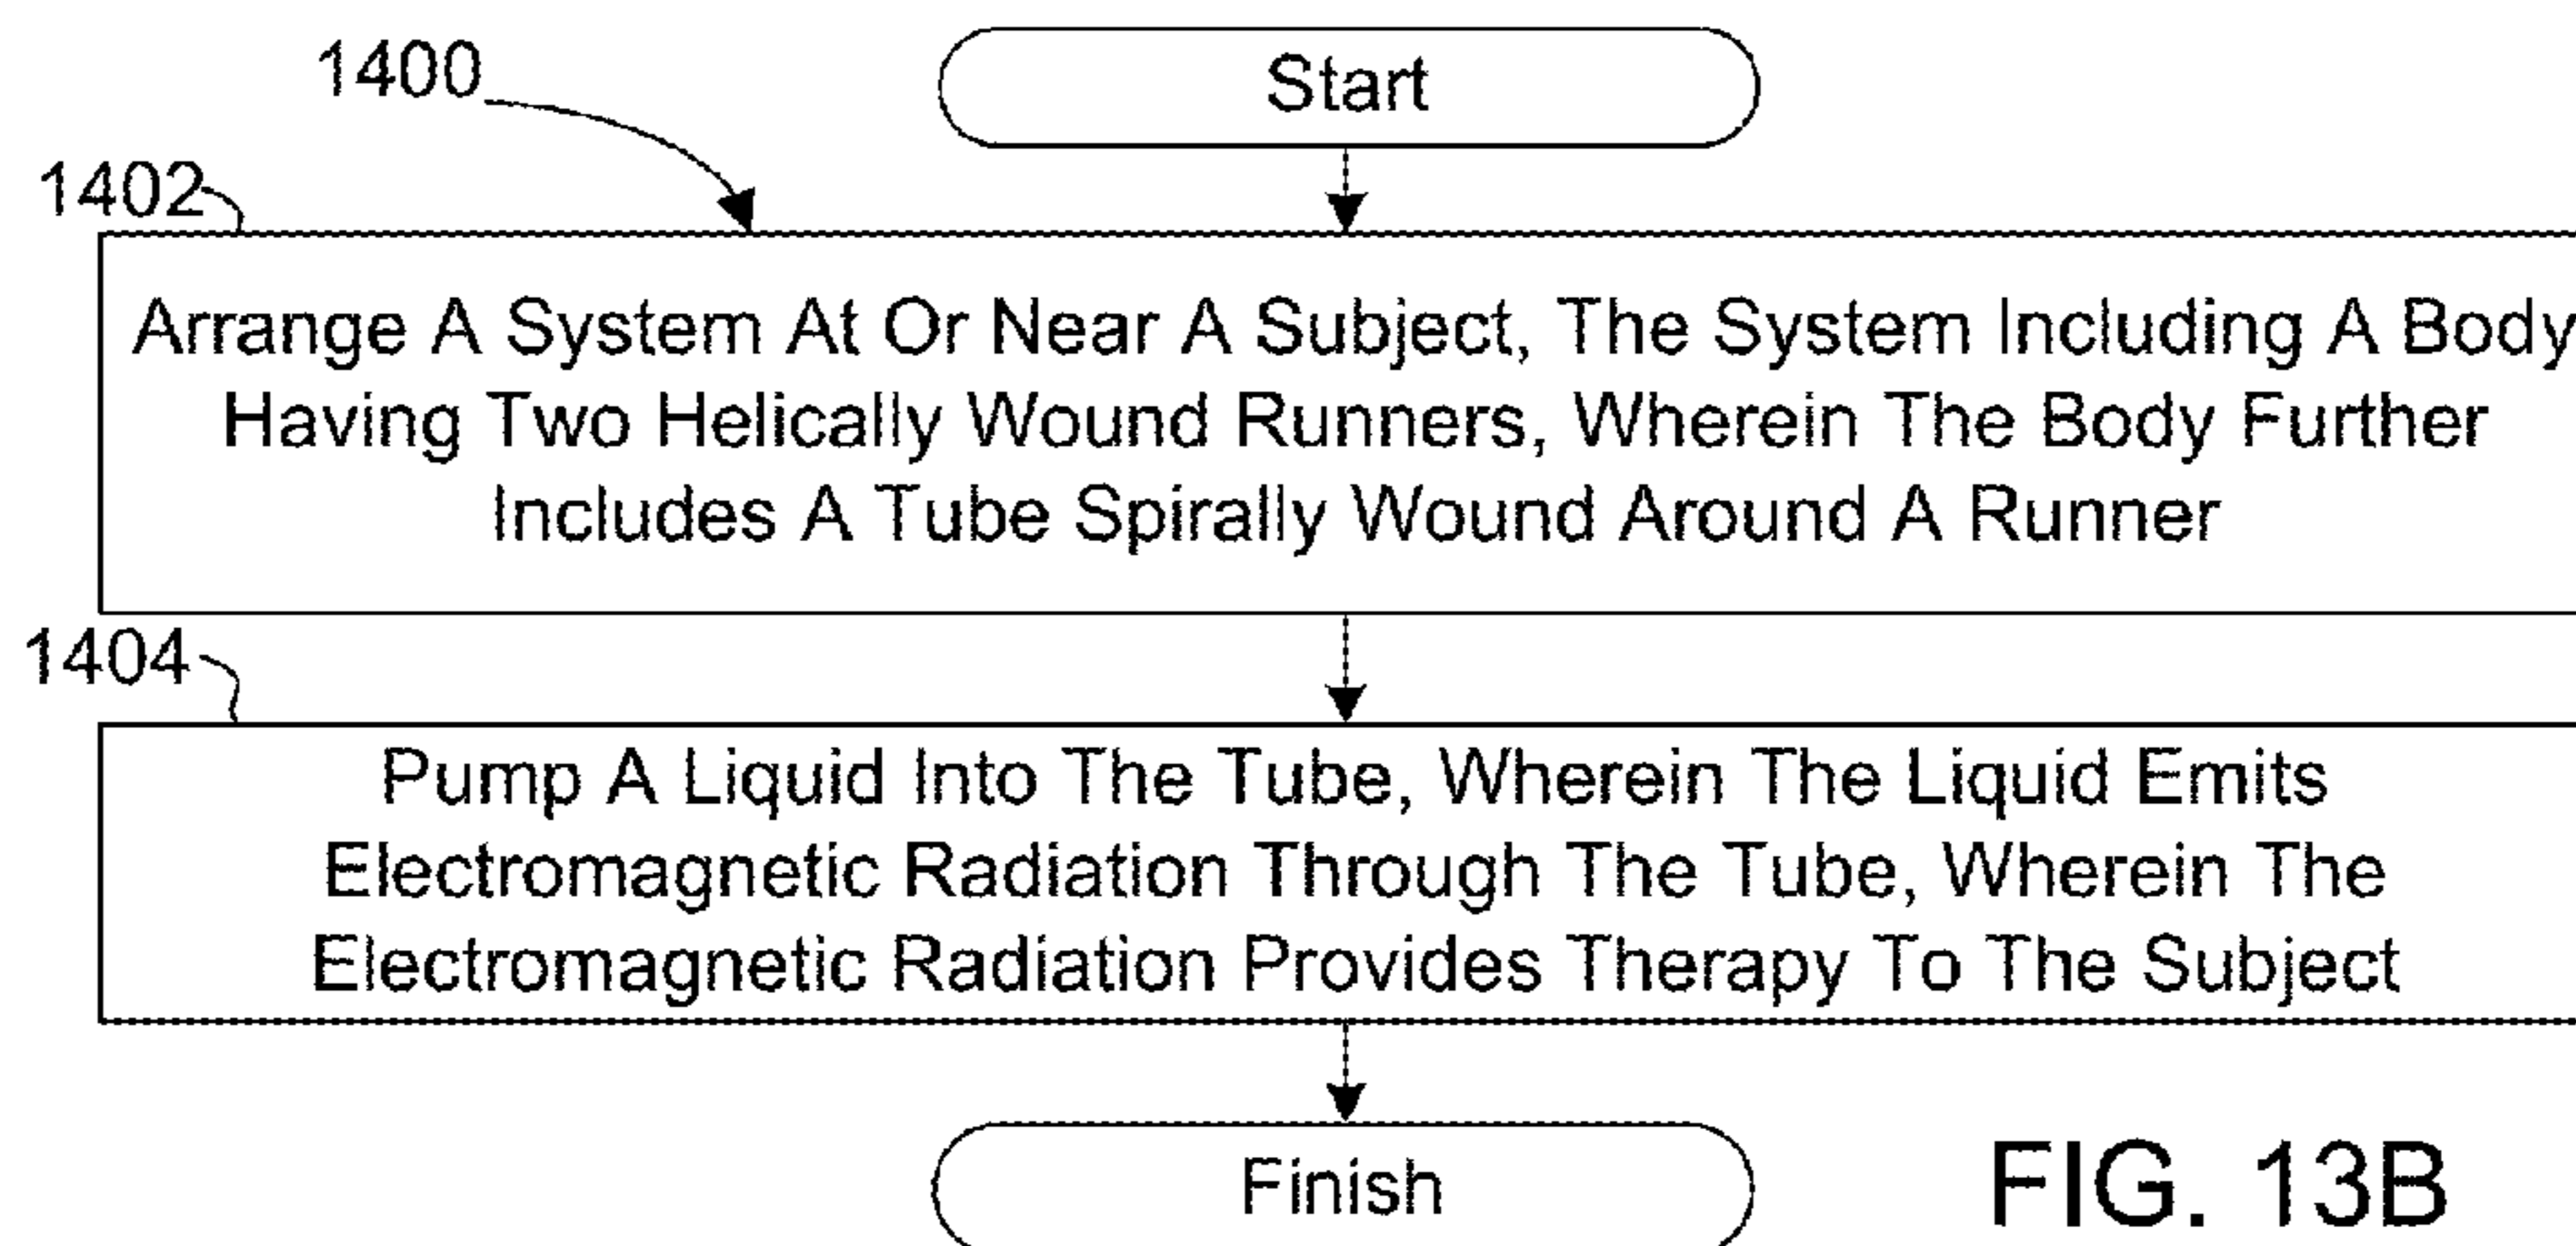 1400
Start
1402
Arrange A System At Or Near A Subject, The System Including A Body
Having Two Helically Wound Runners, Wherein The Body Further
Includes A Tube Spirally Wound Around A Runner
1404
Pump A Liquid Into The Tube, Wherein The Liquid Emits
Electromagnetic Radiation Through The Tube, Wherein The
Electromagnetic Radiation Provides Therapy To The Subject
Finish
FIG. 13B